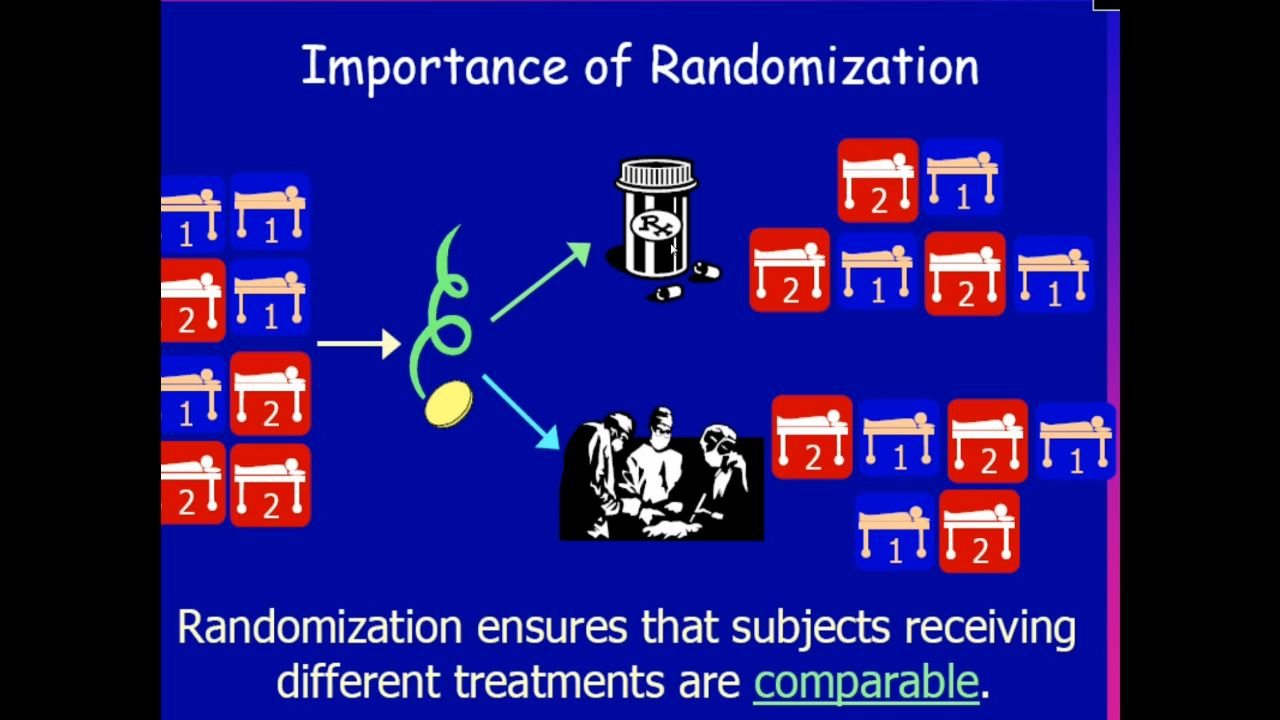 Importance of Randomization
2 1
1 1
Rx
2 1 2 1
2 1
1 2
2 1 2 1
2 2
1 2
Randomization ensures that subjects receiving
different treatments are comparable.